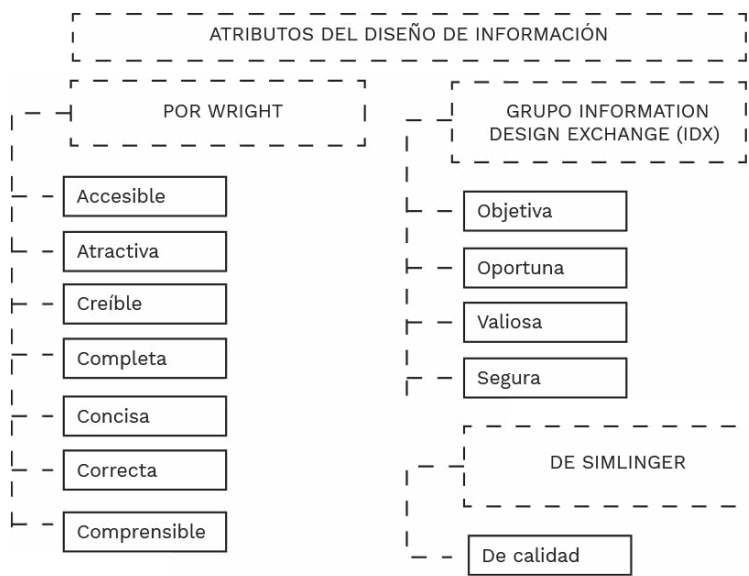 ATRIBUTOS DEL DISEÑO DE INFORMACIÓN
POR WRIGHT
Accesible
Atractiva
Creíble
Completa
Concisa
Correcta
Comprensible
GRUPO INFORMATION
DESIGN EXCHANGE (IDX)
Objetiva
Oportuna
Valiosa
Segura
DE SIMLINGER
De calidad